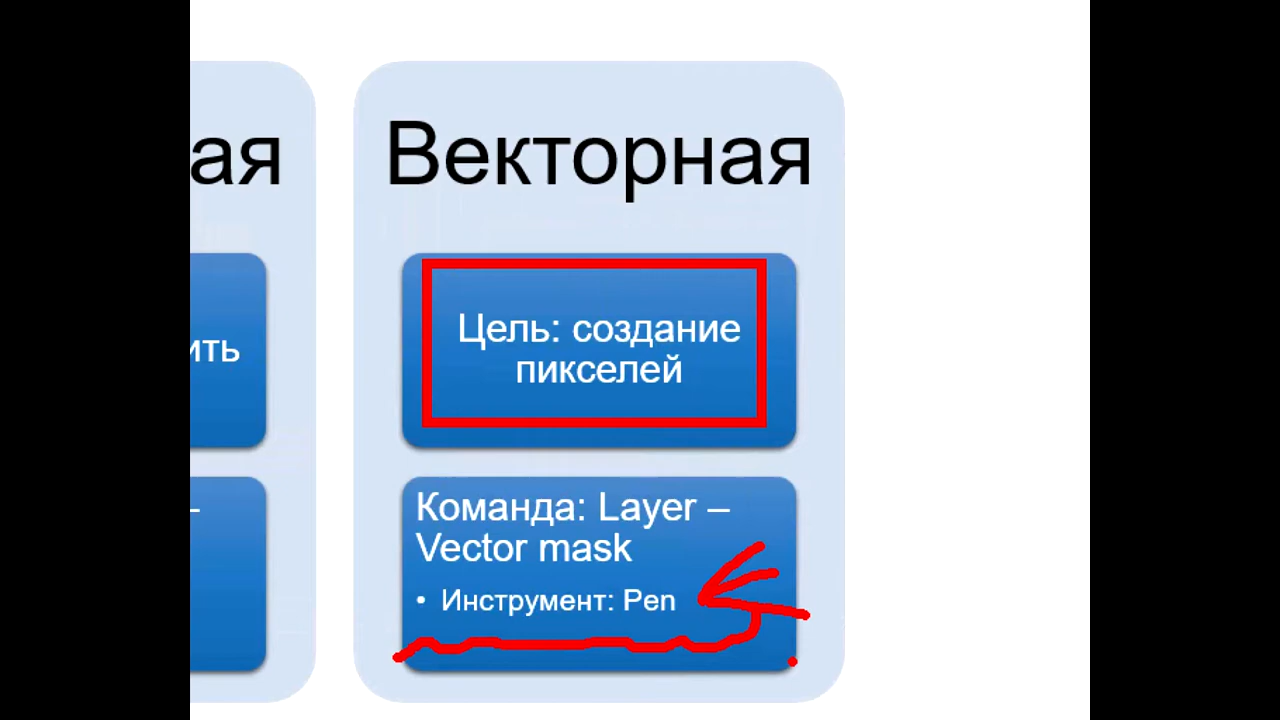 ая
Векторная
ить
Цель: создание
пикселей
–
Команда: Layer –
Vector mask
• Инструмент: Pen